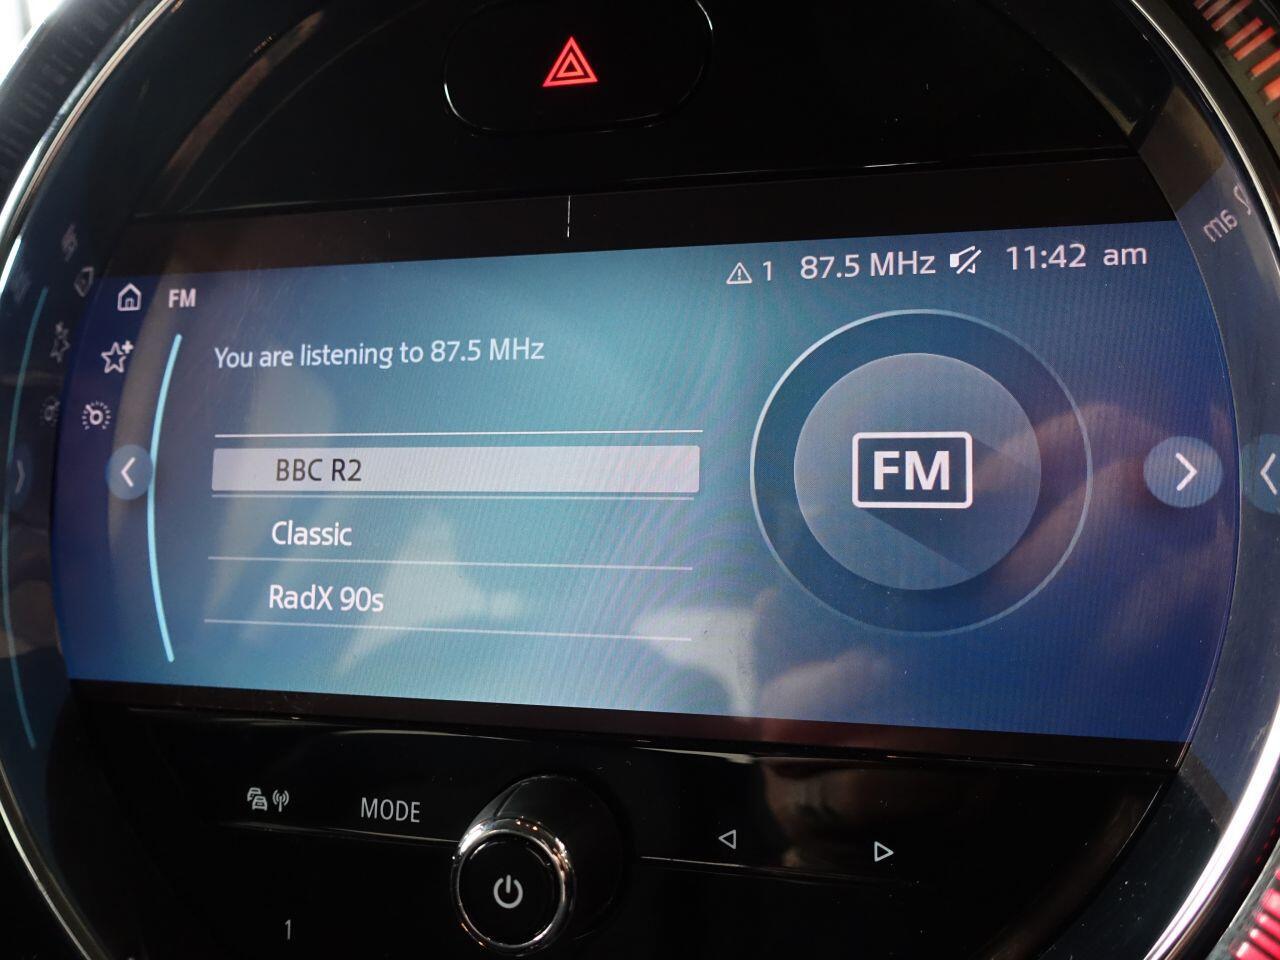 1 87.5 MHz 11:42 am
FM
You are listening to 87.5 MHz
BBC R2
Classic
RadX 90s
FM
MODE
1
am